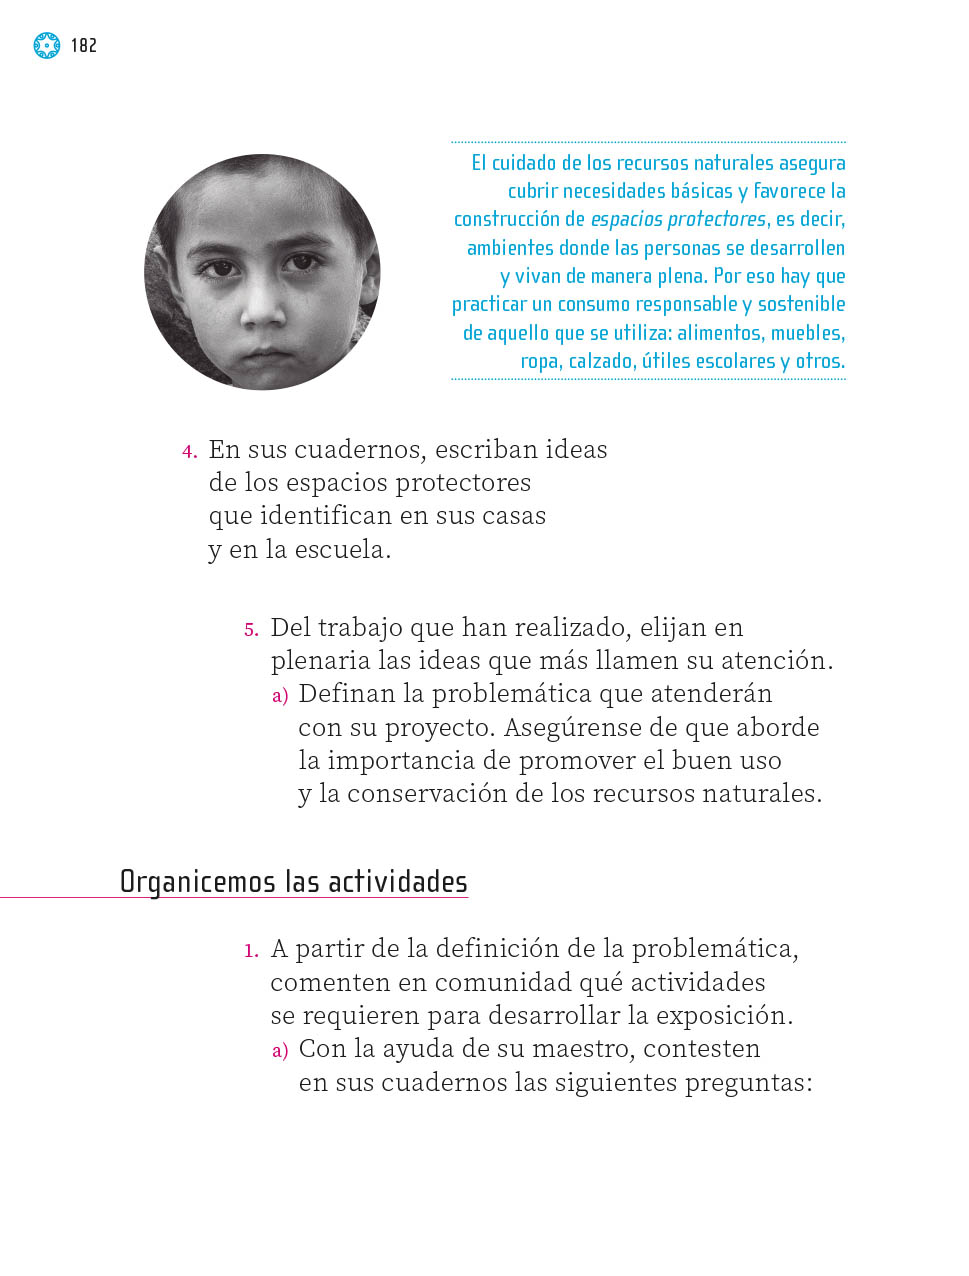 182
El cuidado de los recursos naturales asegura
cubrir necesidades básicas y favorece la
construcción de espacios protectores, es decir,
ambientes donde las personas se desarrollen
y vivan de manera plena. Por eso hay que
practicar un consumo responsable y sostenible
de aquello que se utiliza: alimentos, muebles,
ropa, calzado, útiles escolares y otros.
4. En sus cuadernos, escriban ideas
de los espacios protectores
que identifican en sus casas
y en la escuela.
5. Del trabajo que han realizado, elijan en
plenaria las ideas que más llamen su atención.
a) Definan la problemática que atenderán
con su proyecto. Asegúrense de que aborde
la importancia de promover el buen uso
y la conservación de los recursos naturales.
Organicemos las actividades
1. A partir de la definición de la problemática,
comenten en comunidad qué actividades
se requieren para desarrollar la exposición.
a) Con la ayuda de su maestro, contesten
en sus cuadernos las siguientes preguntas: